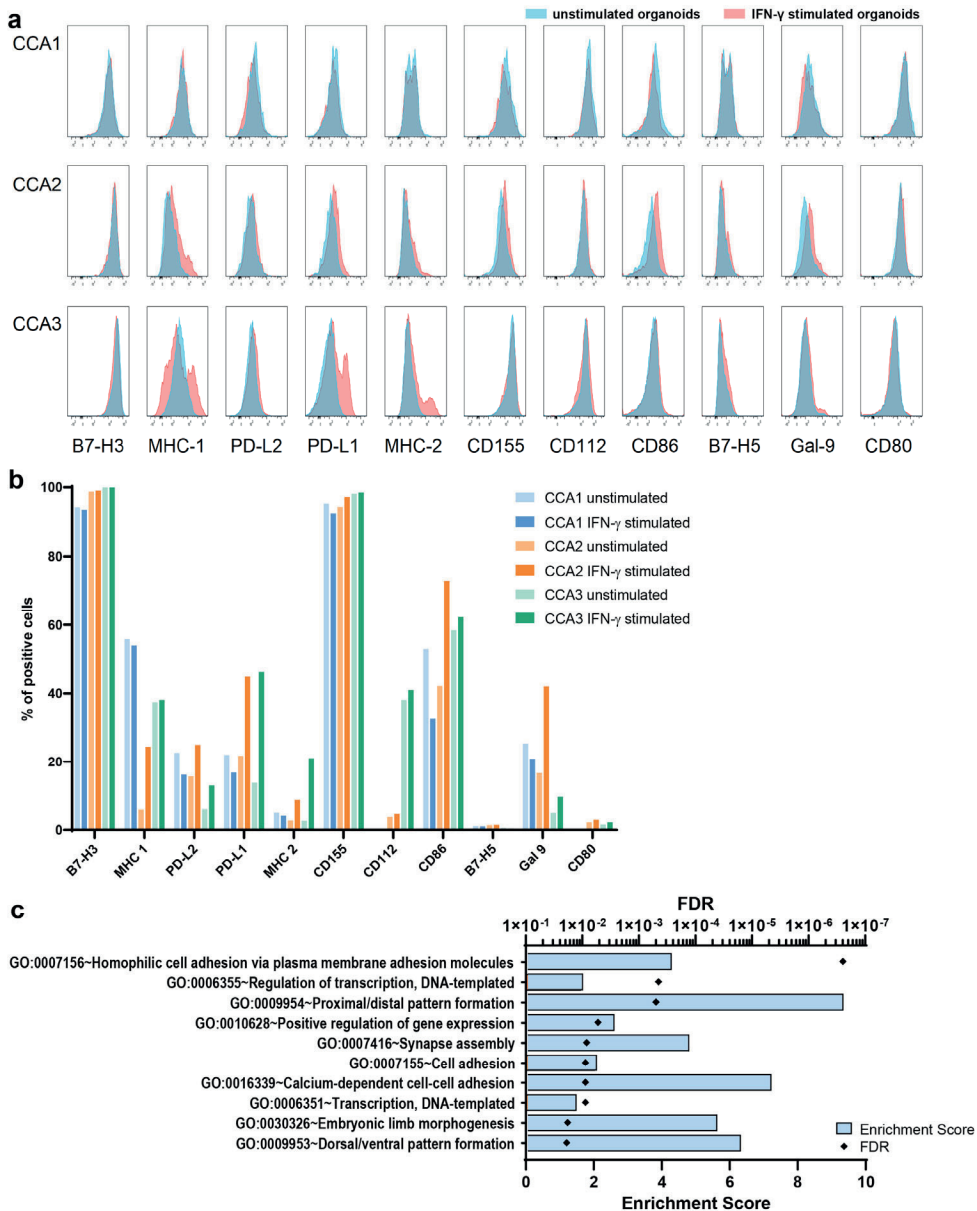 a
unstimulated organoids
IFN-γ stimulated organoids
CCA1
CCA2
CCA3
B7-H3 MHC-1 PD-L2 PD-L1 MHC-2 CD155 CD112 CD86 B7-H5 Gal-9 CD80
b
100
80
60
40
20
0
% of positive cells
CCA1 unstimulated
CCA1 IFN-γ stimulated
CCA2 unstimulated
CCA2 IFN-γ stimulated
CCA3 unstimulated
CCA3 IFN-γ stimulated
B7-H3 MHC 1 PD-L2 PD-L1 MHC 2 CD155 CD112 CD86 B7-H5 Gal 9 CD80
c
FDR
1×10⁻¹ 1×10⁻² 1×10⁻³ 1×10⁻⁴ 1×10⁻⁵ 1×10⁻⁶ 1×10⁻⁷
GO:0007156~Homophilic cell adhesion via plasma membrane adhesion molecules
GO:0006355~Regulation of transcription, DNA-templated
GO:0009954~Proximal/distal pattern formation
GO:0010628~Positive regulation of gene expression
GO:0007416~Synapse assembly
GO:0007155~Cell adhesion
GO:0016339~Calcium-dependent cell-cell adhesion
GO:0006351~Transcription, DNA-templated
GO:0030326~Embryonic limb morphogenesis
GO:0009953~Dorsal/ventral pattern formation
Enrichment Score
FDR
0 2 4 6 8 10
Enrichment Score